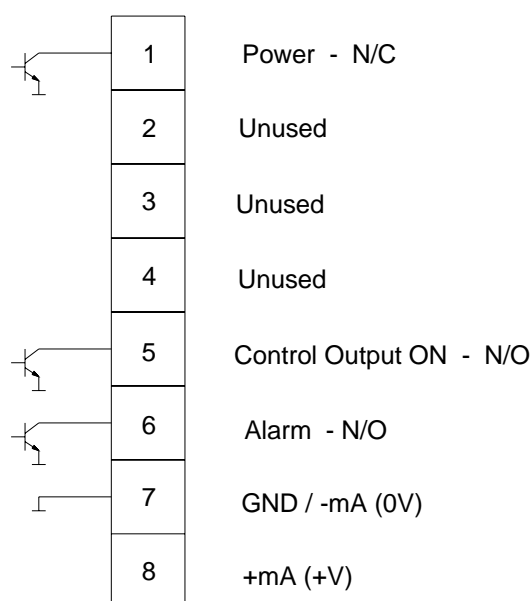 1 Power - N/C
2 Unused
3 Unused
4 Unused
5 Control Output ON - N/O
6 Alarm - N/O
7 GND / -mA (0V)
8 +mA (+V)